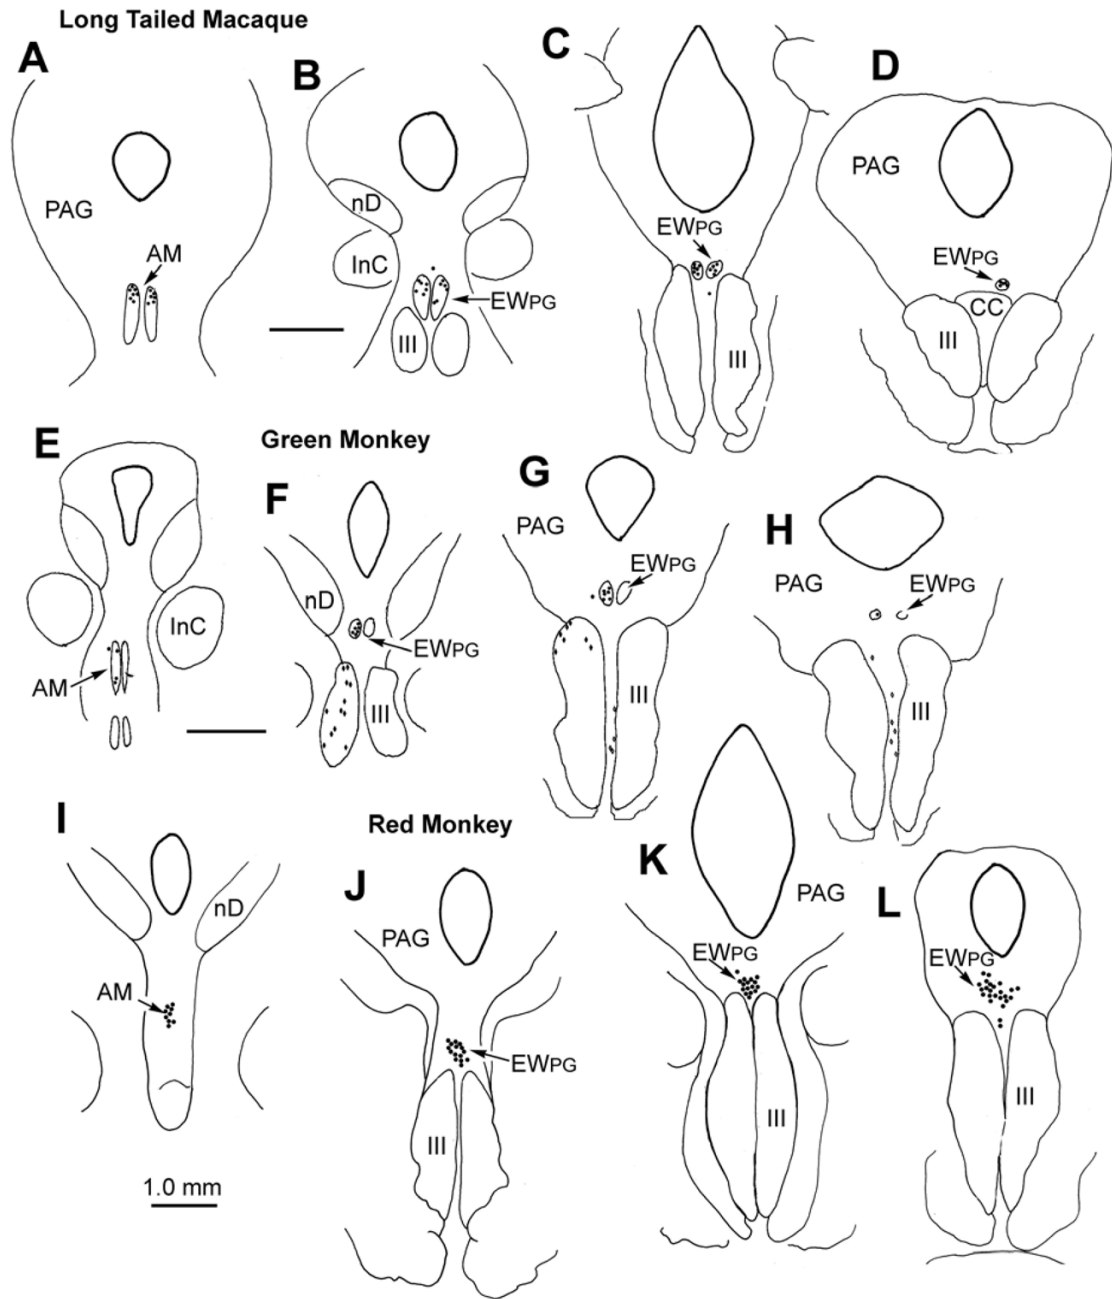 Long Tailed Macaque
A
PAG
AM
B
nD
InC
EWPG
III
C
EWPG
III
D
PAG
EWPG
CC
III
Green Monkey
E
InC
AM
F
nD
EWPG
III
G
PAG
EWPG
III
H
PAG
EWPG
III
Red Monkey
I
nD
AM
1.0 mm
J
PAG
EWPG
III
K
PAG
EWPG
III
L
EWPG
III